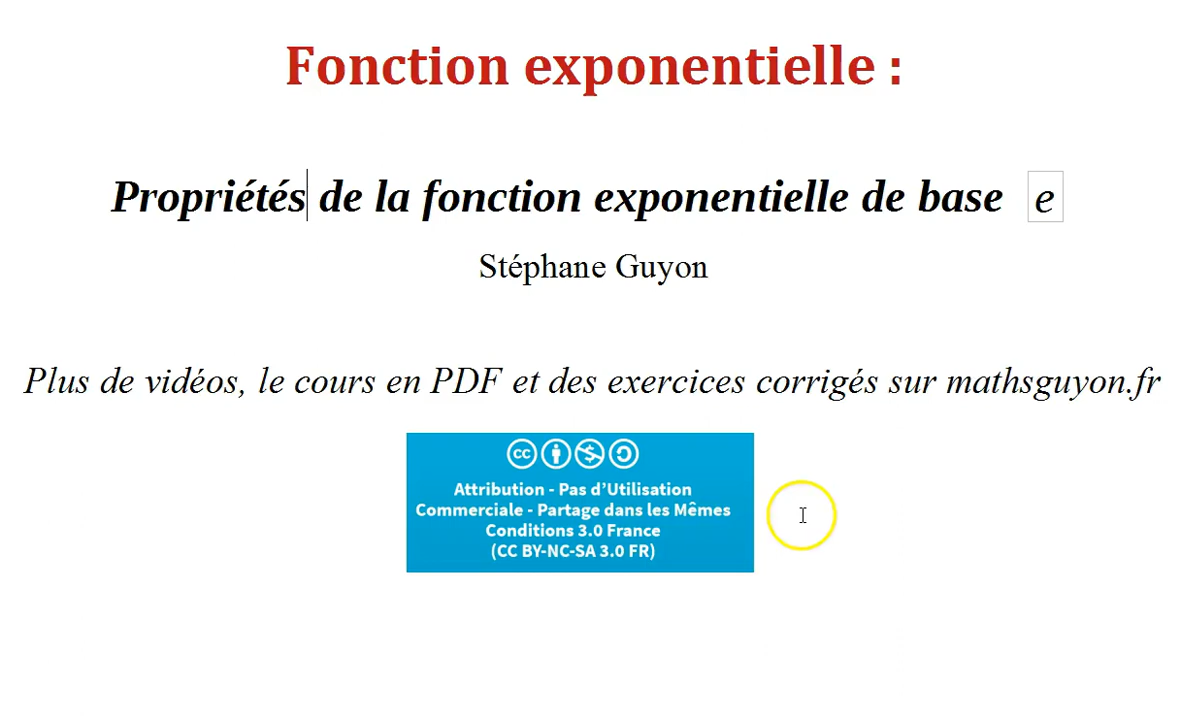 Fonction exponentielle :
Propriétés de la fonction exponentielle de base e
Stéphane Guyon
Plus de vidéos, le cours en PDF et des exercices corrigés sur mathsguyon.fr
cc
Attribution - Pas d’Utilisation
Commerciale - Partage dans les Mêmes
Conditions 3.0 France
(CC BY-NC-SA 3.0 FR)